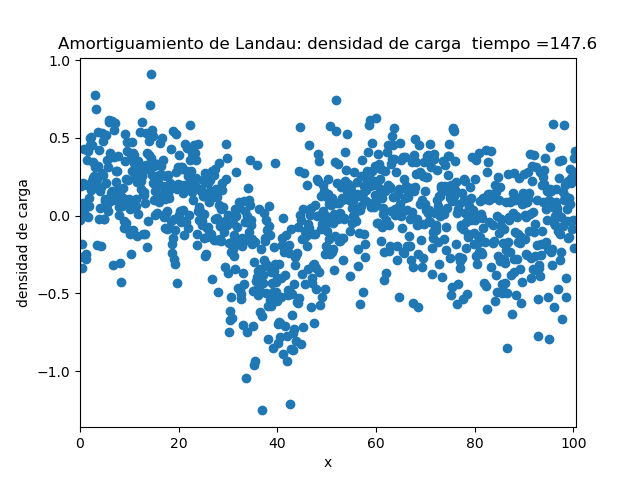 Amortiguamiento de Landau: densidad de carga  tiempo =147.6
1.0
0.5
0.0
−0.5
−1.0
densidad de carga
0 20 40 60 80 100
x